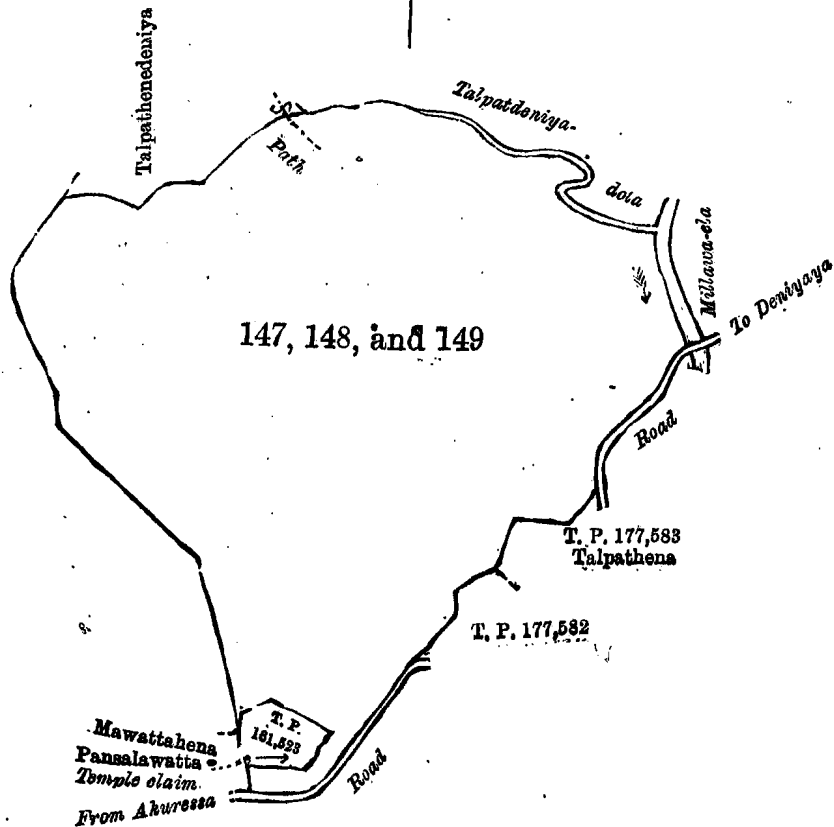 Talpathenedeniya
Talpatdeniya-
dola
Path
Millawa-ela
To Deniyaya
147, 148, and 149
Road
T. P. 177,583
Talpathena
T. P. 177,582
T. P.
161,523
Mawattahena
Pansalawatta
Temple claim
From Akuressa
Road